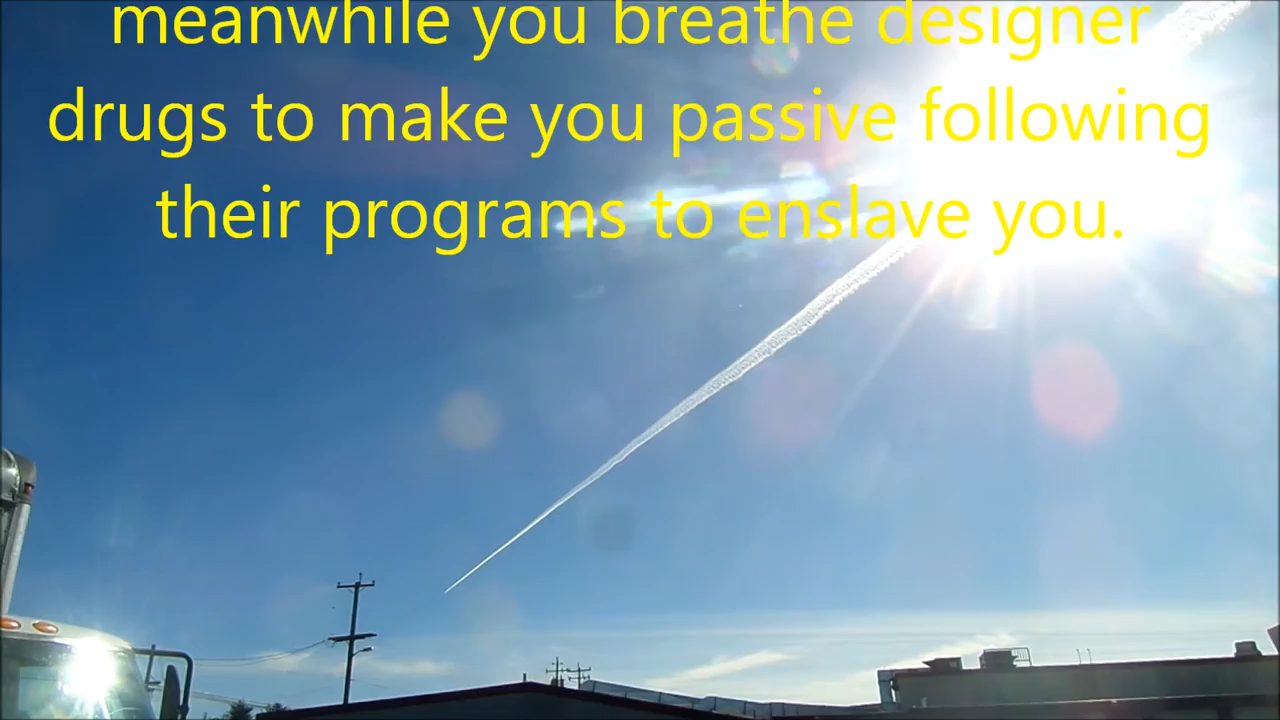 meanwhile you breathe designer
drugs to make you passive following
their programs to enslave you.